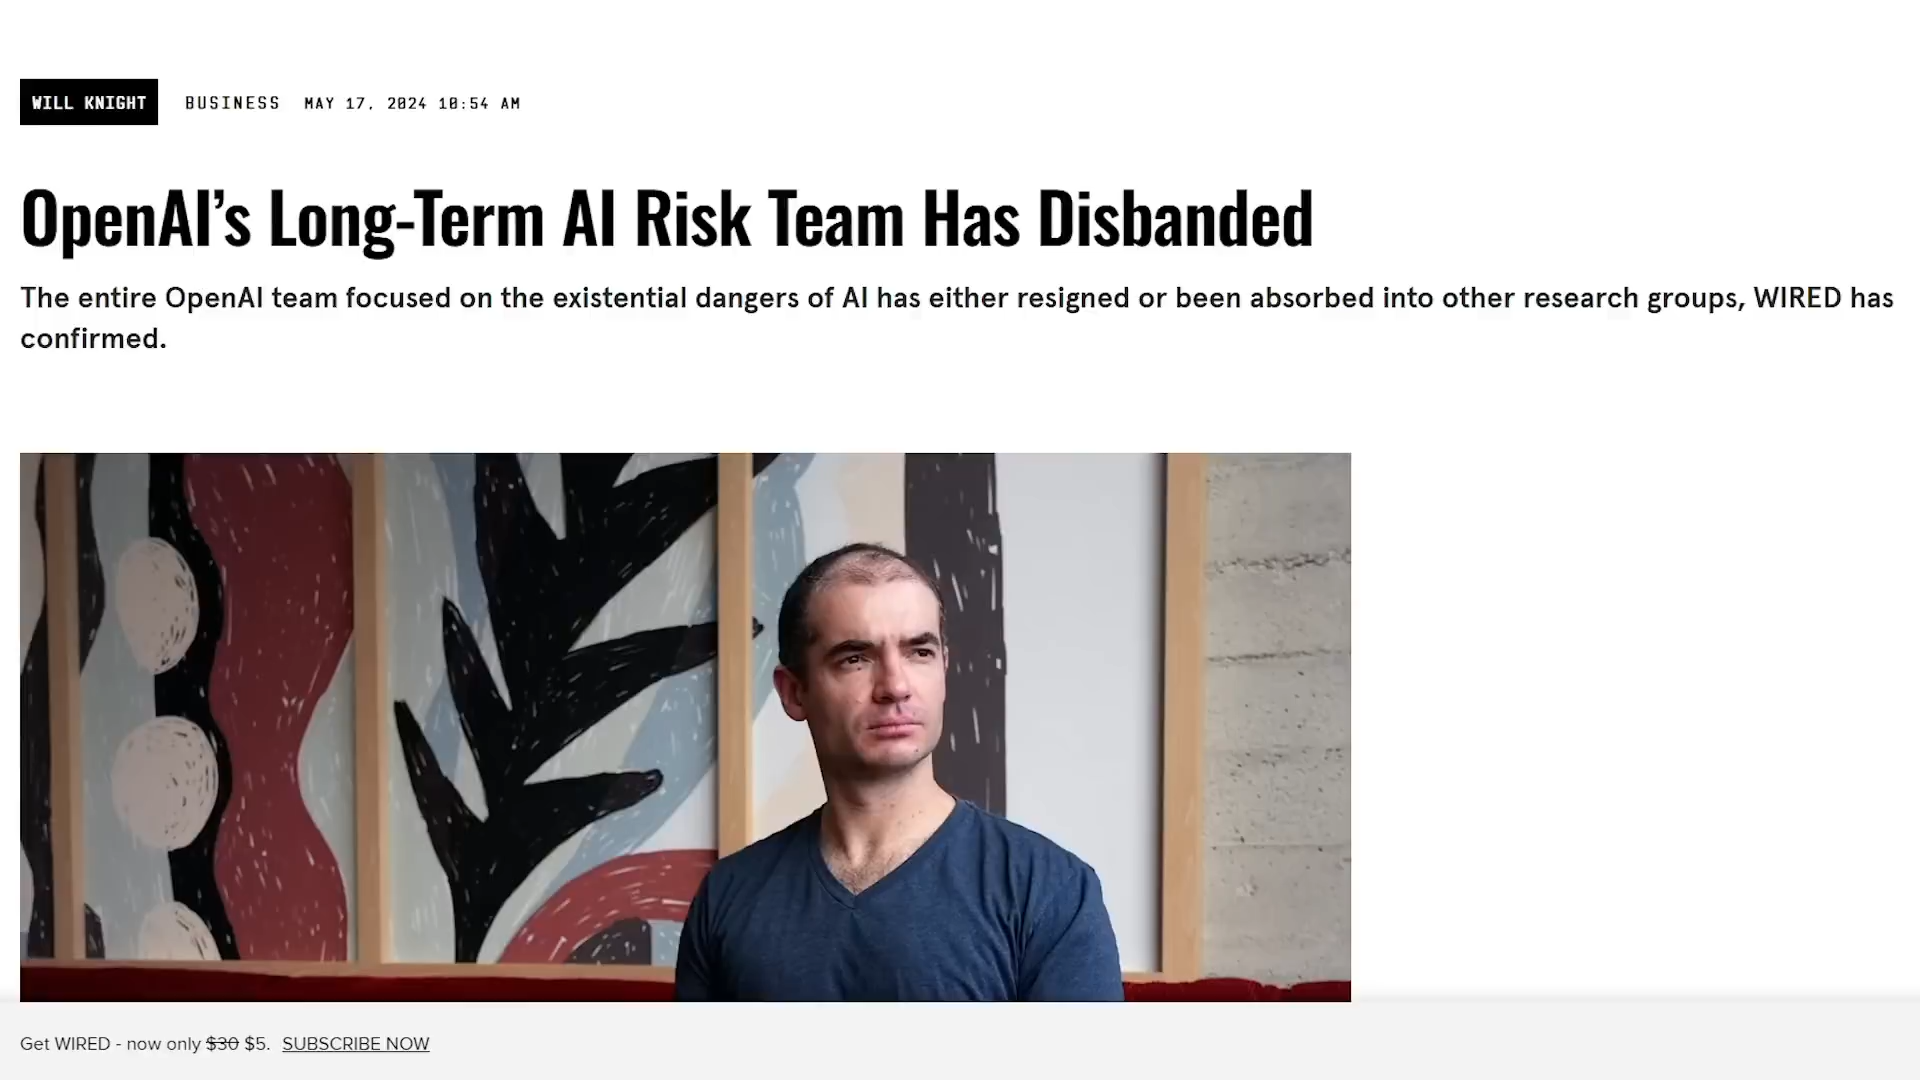 WILL KNIGHT BUSINESS MAY 17, 2024 10:54 AM
OpenAI’s Long-Term AI Risk Team Has Disbanded
The entire OpenAI team focused on the existential dangers of AI has either resigned or been absorbed into other research groups, WIRED has
confirmed.
Get WIRED - now only $30 $5. SUBSCRIBE NOW